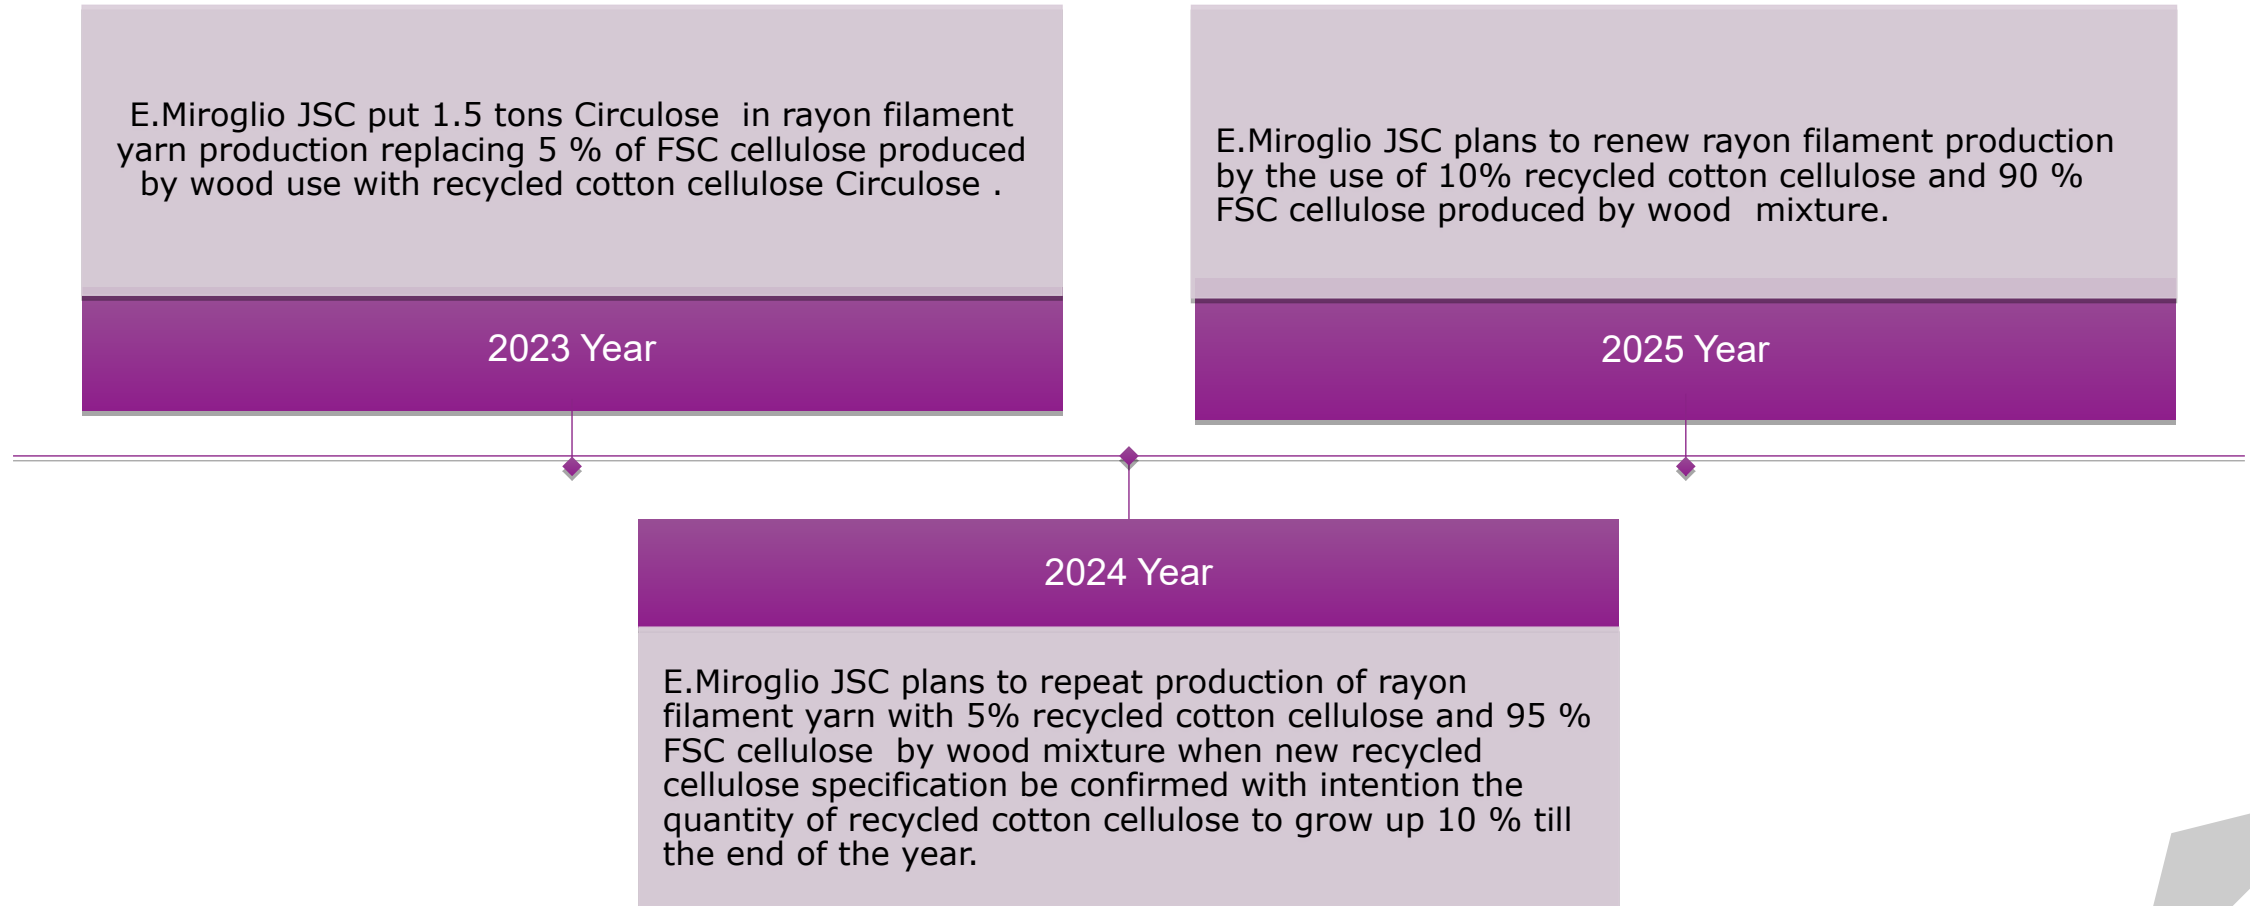 E.Miroglio JSC put 1.5 tons Circulose  in rayon filament
yarn production replacing 5 % of FSC cellulose produced
by wood use with recycled cotton cellulose Circulose .
2023 Year
E.Miroglio JSC plans to repeat production of rayon
filament yarn with 5% recycled cotton cellulose and 95 %
FSC cellulose  by wood mixture when new recycled
cellulose specification be confirmed with intention the
quantity of recycled cotton cellulose to grow up 10 % till
the end of the year.
2024 Year
E.Miroglio JSC plans to renew rayon filament production
by the use of 10% recycled cotton cellulose and 90 %
FSC cellulose produced by wood  mixture.
2025 Year